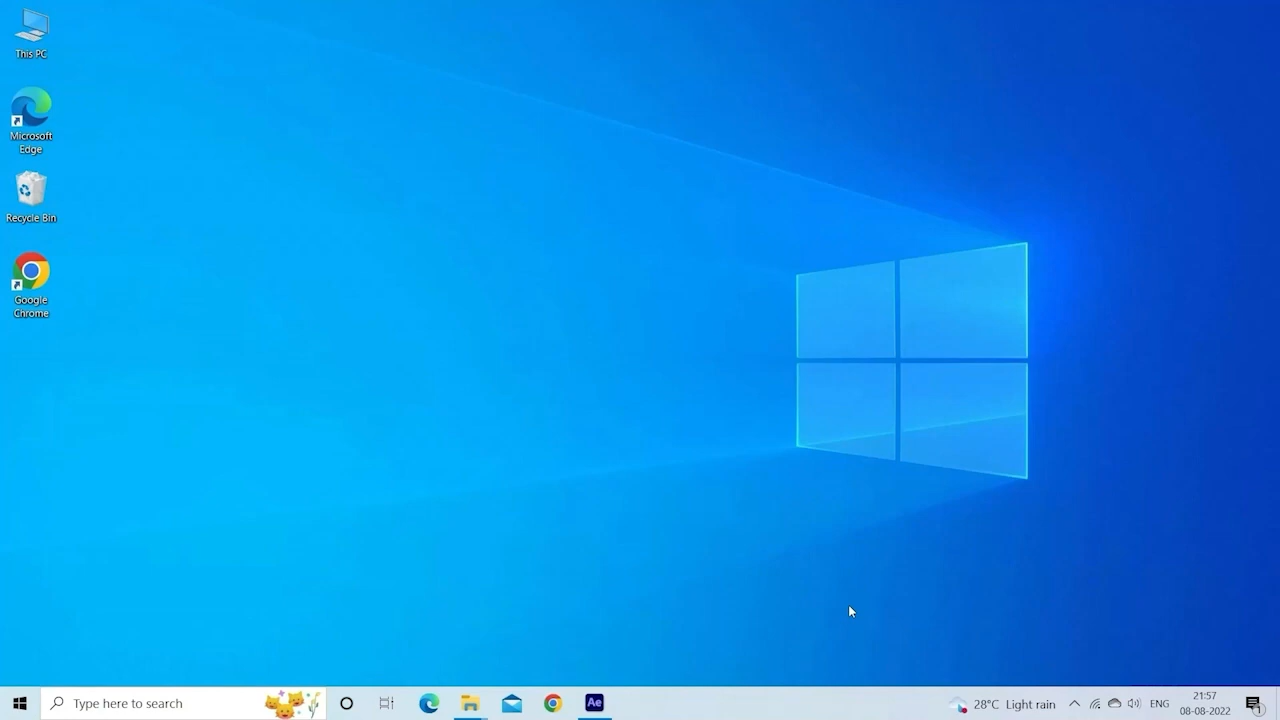 This PC
Microsoft
Edge
Recycle Bin
Google
Chrome
Type here to search
Ae
28°C Light rain
ENG
21:57
08-08-2022
1